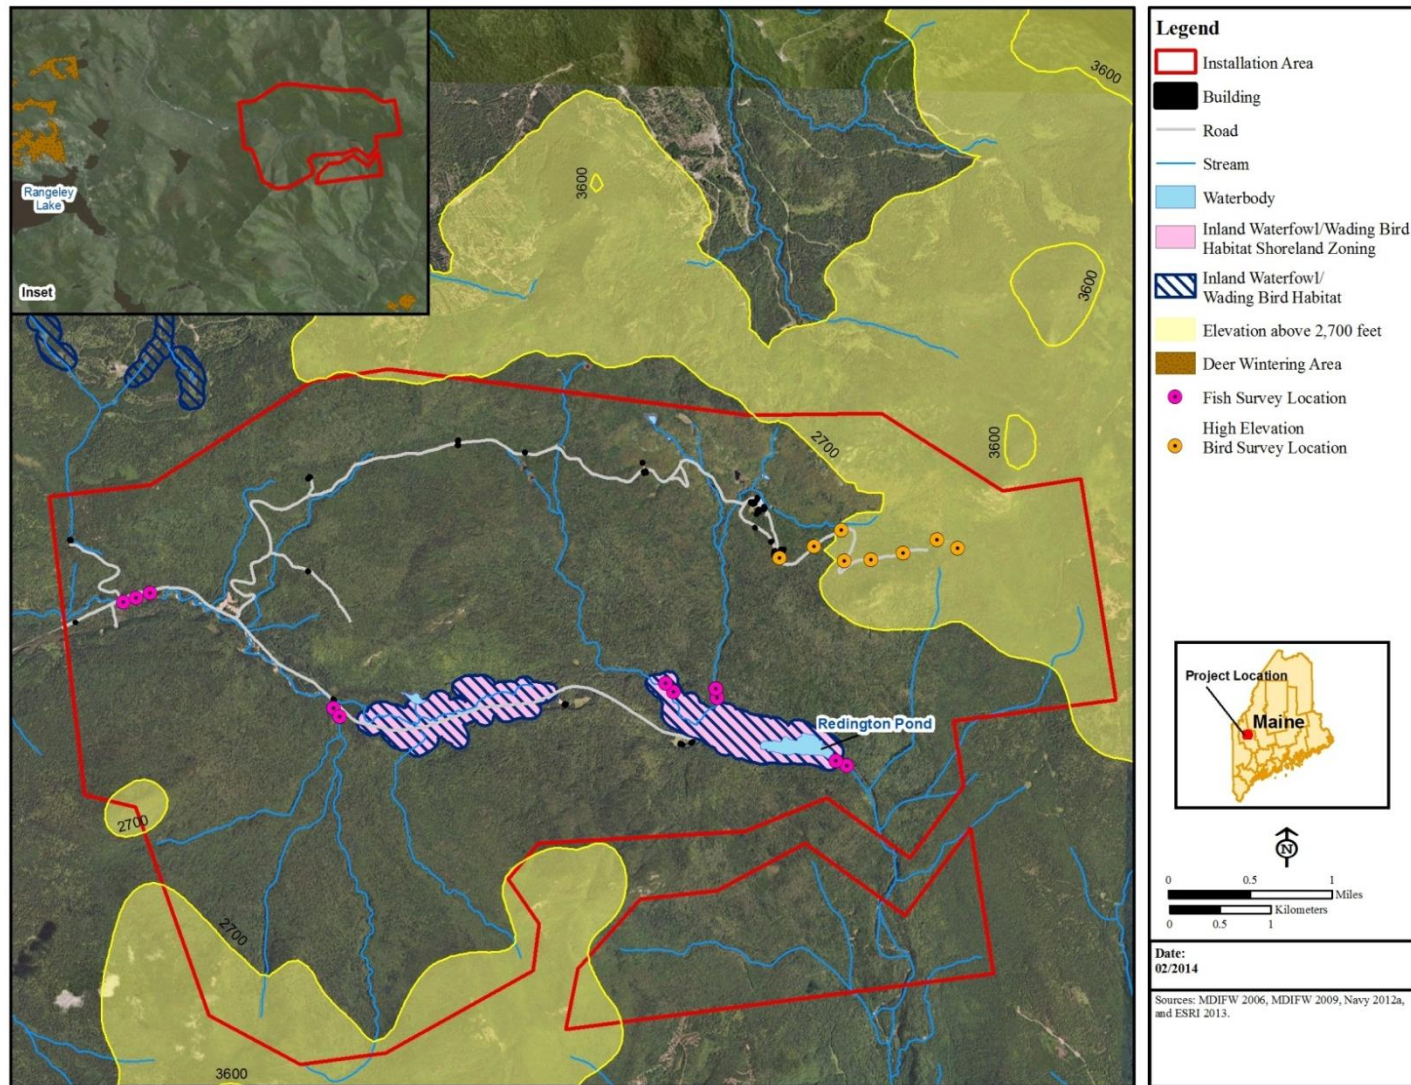 Rangeley
Lake
Inset
3600
3600
3600
3600
2700
Redington Pond
2700
2700
3600
Legend
Installation Area
Building
Road
Stream
Waterbody
Inland Waterfowl/Wading Bird
Habitat Shoreland Zoning
Inland Waterfowl/
Wading Bird Habitat
Elevation above 2,700 feet
Deer Wintering Area
Fish Survey Location
High Elevation
Bird Survey Location
Project Location
Maine
N
0 0.5 1
Miles
Kilometers
0 0.5 1
Date:
02/2014
Sources: MDIFW 2006, MDIFW 2009, Navy 2012a,
and ESRI 2013.